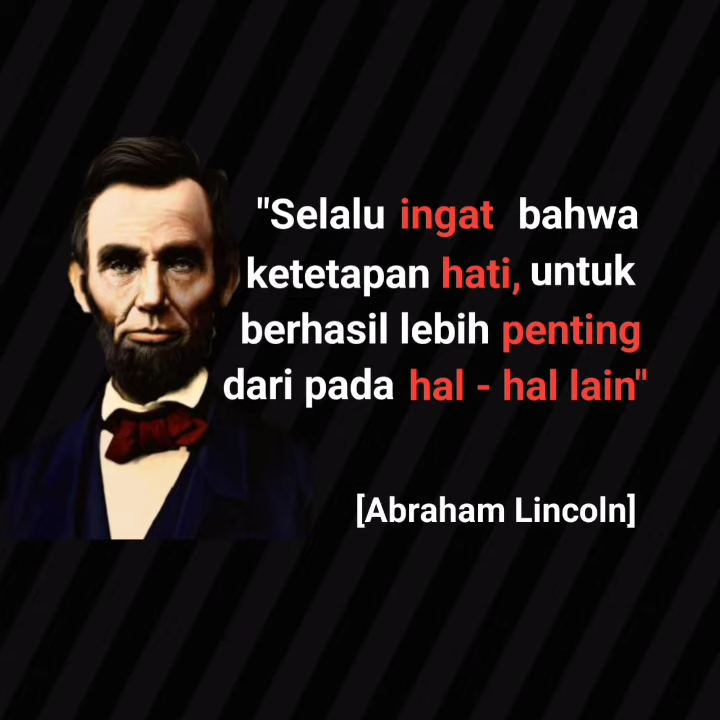 "Selalu ingat bahwa
ketetapan hati, untuk
berhasil lebih penting
dari pada hal - hal lain"
[Abraham Lincoln]